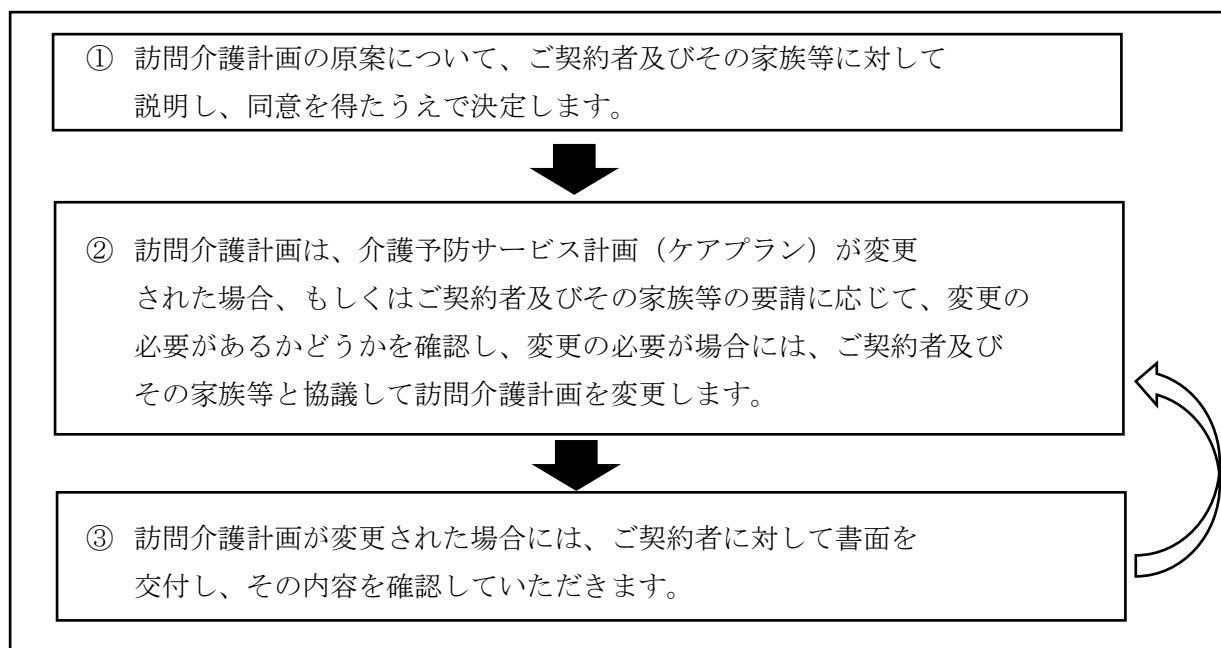 ① 訪問介護計画の原案について、ご契約者及びその家族等に対して
説明し、同意を得たうえで決定します。
② 訪問介護計画は、介護予防サービス計画（ケアプラン）が変更
された場合、もしくはご契約者及びその家族等の要請に応じて、変更の
必要があるかどうかを確認し、変更の必要が場合には、ご契約者及び
その家族等と協議して訪問介護計画を変更します。
③ 訪問介護計画が変更された場合には、ご契約者に対して書面を
交付し、その内容を確認していただきます。